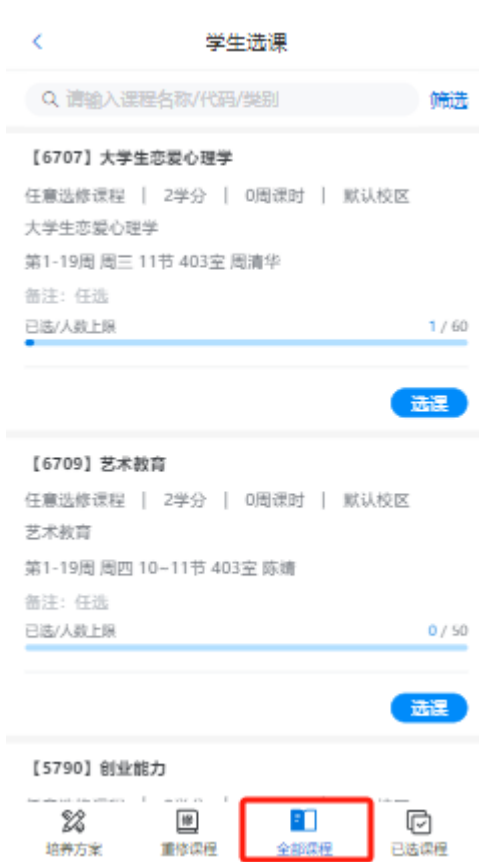 学生选课
请输入课程名称/代码/类别
筛选
【6707】大学生恋爱心理学
任意选修课程 | 2学分 | 0周课时 | 默认校区
大学生恋爱心理学
第1-19周 周三 11节 403室 周清华
备注：任选
已选/人数上限 1 / 60
选课
【6709】艺术教育
任意选修课程 | 2学分 | 0周课时 | 默认校区
艺术教育
第1-19周 周四 10~11节 403室 陈婧
备注：任选
已选/人数上限 0 / 50
选课
【5790】创业能力
培养方案 重修课程 全部课程 已选课程